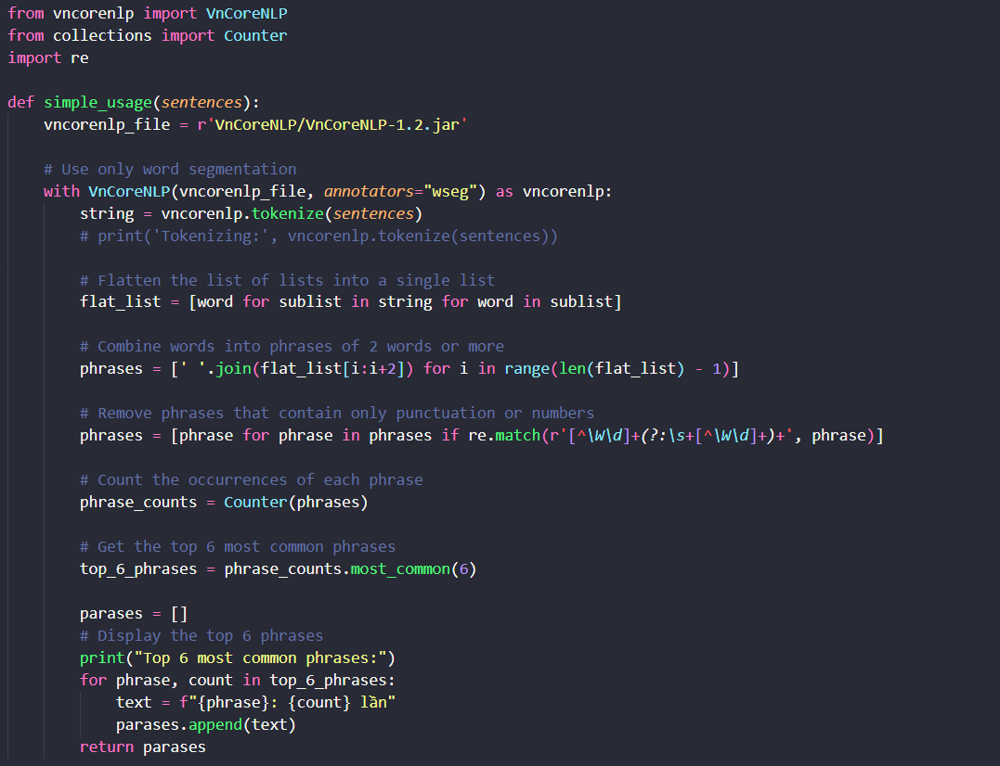 from vncorenlp import VnCoreNLP
from collections import Counter
import re

def simple_usage(sentences):
    vncorenlp_file = r'VnCoreNLP/VnCoreNLP-1.2.jar'

    # Use only word segmentation
    with VnCoreNLP(vncorenlp_file, annotators="wseg") as vncorenlp:
        string = vncorenlp.tokenize(sentences)
        # print('Tokenizing:', vncorenlp.tokenize(sentences))

        # Flatten the list of lists into a single list
        flat_list = [word for sublist in string for word in sublist]

        # Combine words into phrases of 2 words or more
        phrases = [' '.join(flat_list[i:i+2]) for i in range(len(flat_list) - 1)]

        # Remove phrases that contain only punctuation or numbers
        phrases = [phrase for phrase in phrases if re.match(r'[^\W\d]+(?:\s+[^\W\d]+)+', phrase)]

        # Count the occurrences of each phrase
        phrase_counts = Counter(phrases)

        # Get the top 6 most common phrases
        top_6_phrases = phrase_counts.most_common(6)

        parases = []
        # Display the top 6 phrases
        print("Top 6 most common phrases:")
        for phrase, count in top_6_phrases:
            text = f"{phrase}: {count} lần"
            parases.append(text)
        return parases